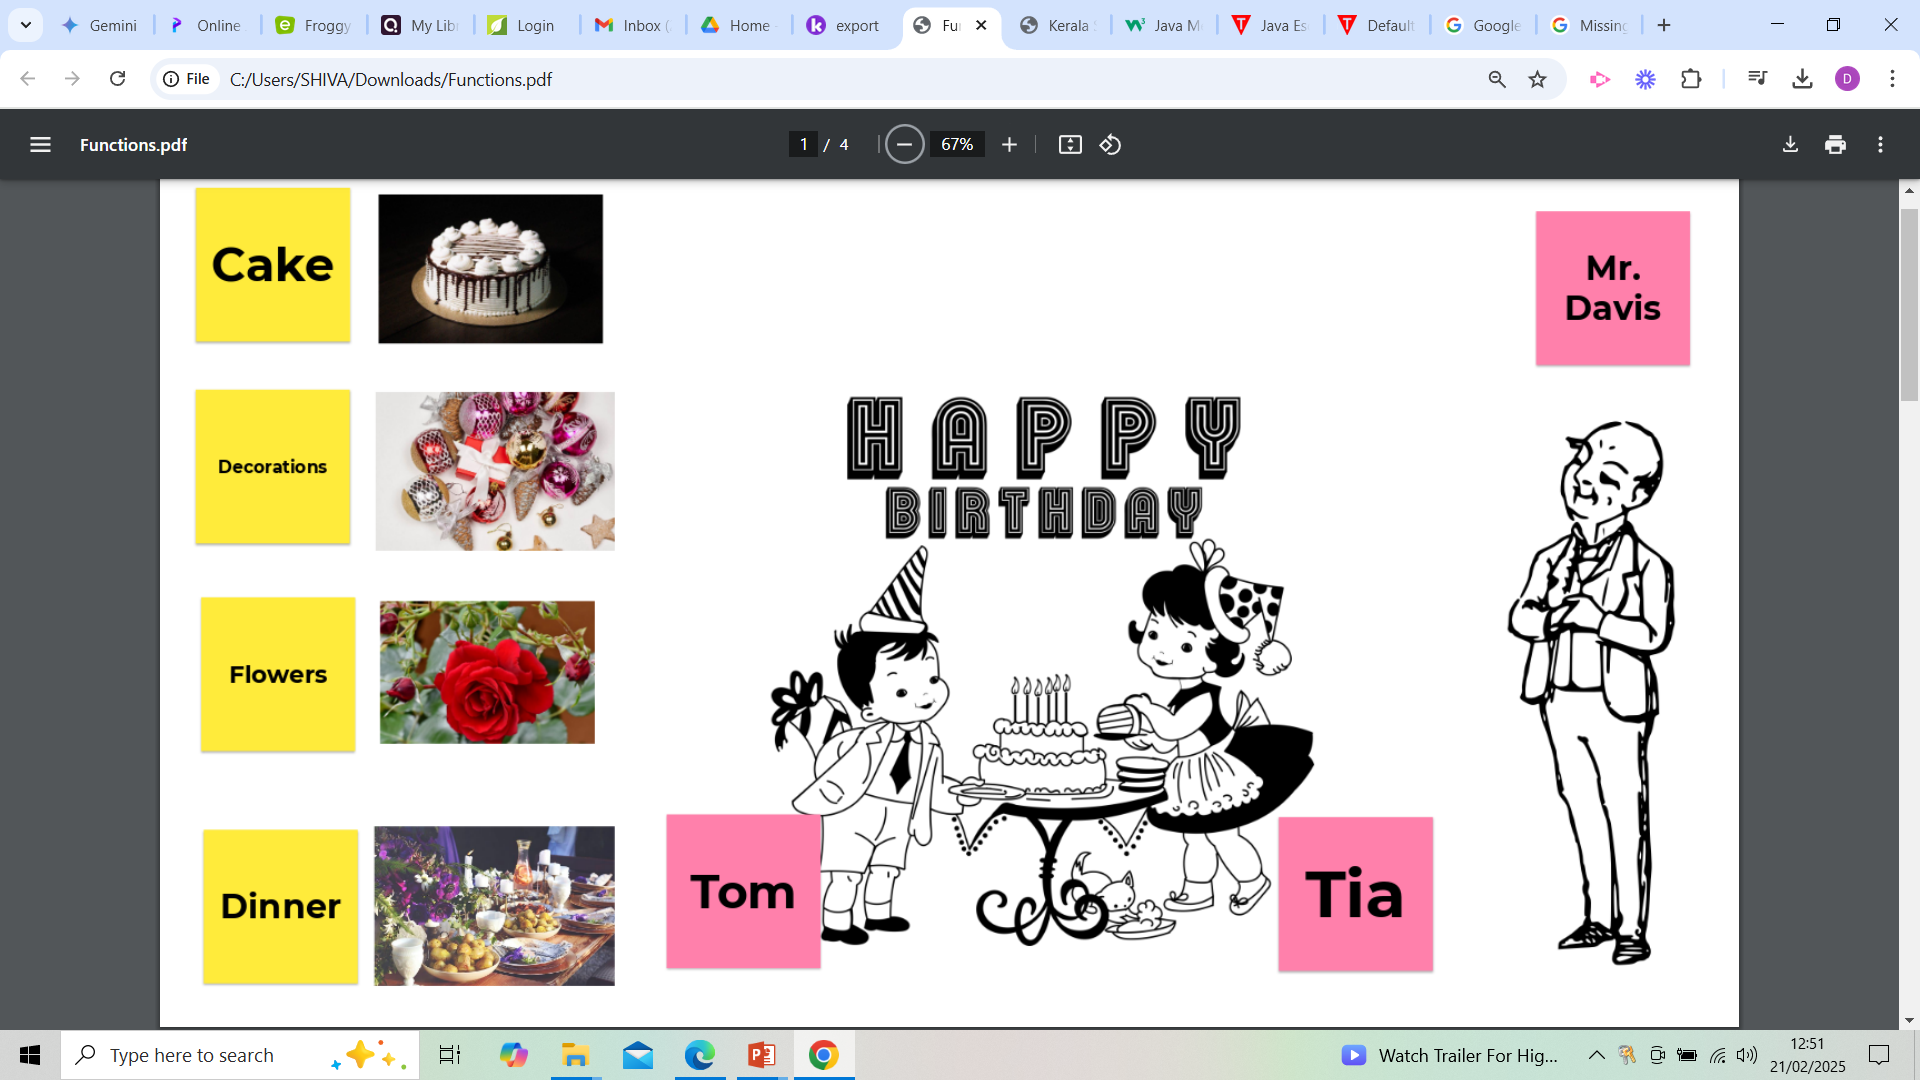 Gemini
Online
Froggy
My Libr
Login
Inbox (
Home -
export
Fu
Kerala S
Java M
Java Es
Default
Google
Missing
File
C:/Users/SHIVA/Downloads/Functions.pdf
D
Functions.pdf
1 / 4
67%
Cake
Decorations
Flowers
Dinner
HAPPY
BIRTHDAY
Tom
Tia
Mr.
Davis
Type here to search
Watch Trailer For Hig...
12:51
21/02/2025